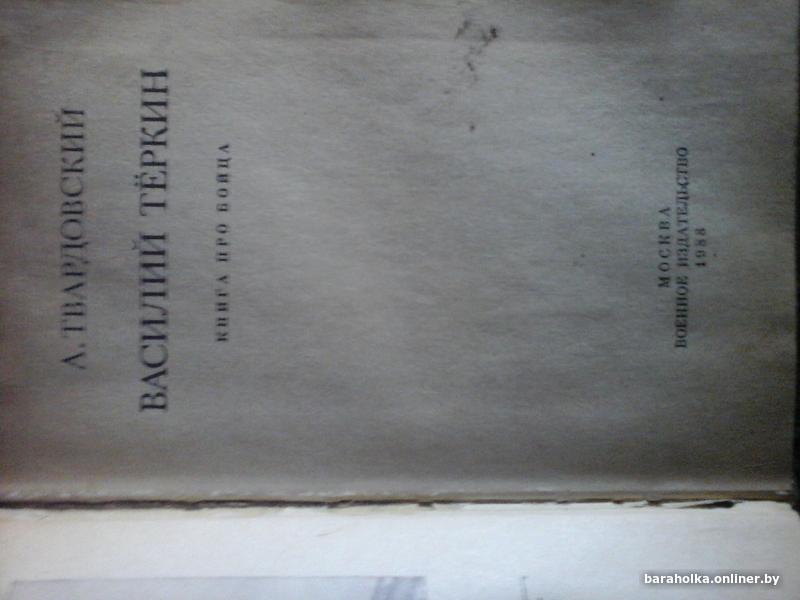 А. ТВАРДОВСКИЙ
ВАСИЛИЙ ТЁРКИН
КНИГА ПРО БОЙЦА
МОСКВА
ВОЕННОЕ ИЗДАТЕЛЬСТВО
1988
baraholka.onliner.by